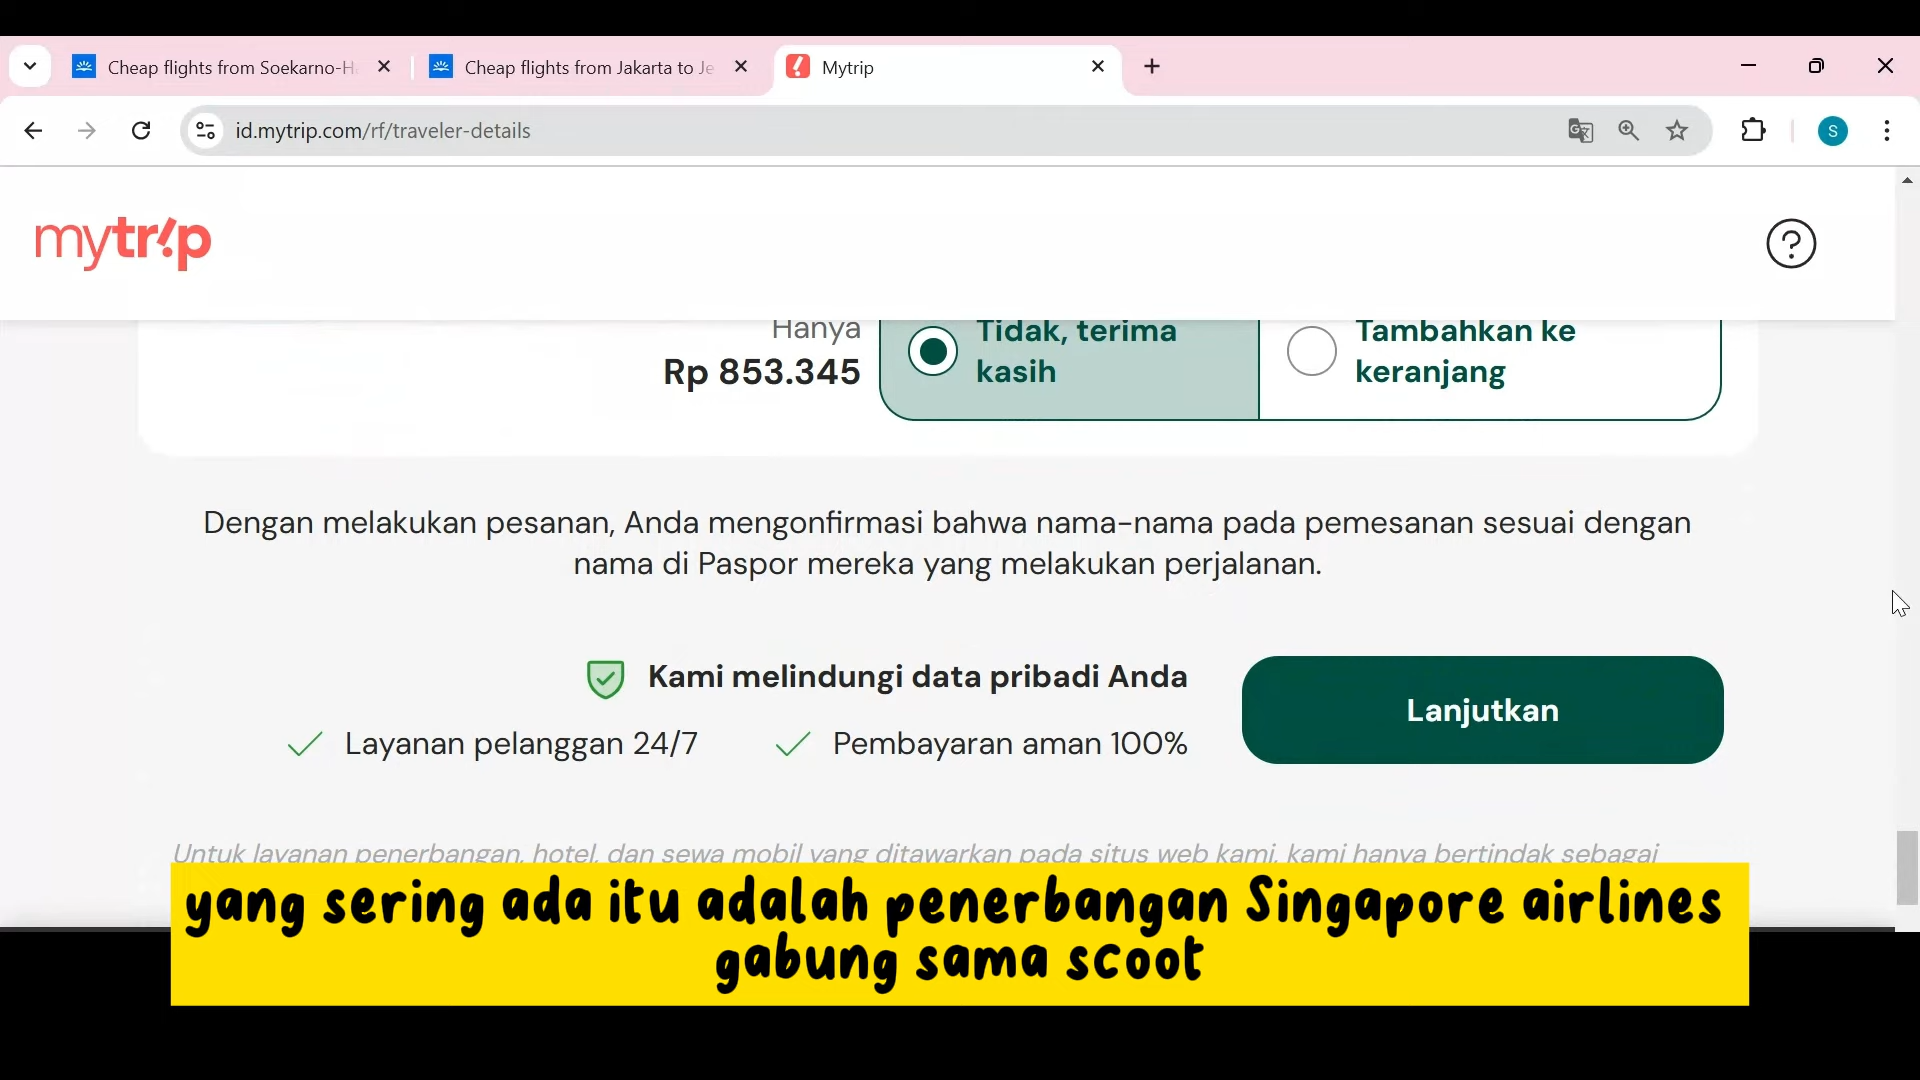 Cheap flights from Soekarno-H
Cheap flights from Jakarta to Je
Mytrip
id.mytrip.com/rf/traveler-details
S
mytr!p
Hanya
Rp 853.345
Tidak, terima
kasih
Tambahkan ke
keranjang
Dengan melakukan pesanan, Anda mengonfirmasi bahwa nama-nama pada pemesanan sesuai dengan
nama di Paspor mereka yang melakukan perjalanan.
Kami melindungi data pribadi Anda
Layanan pelanggan 24/7
Pembayaran aman 100%
Lanjutkan
Untuk layanan penerbangan, hotel, dan sewa mobil yang ditawarkan pada situs web kami, kami hanya bertindak sebagai
yang sering ada itu adalah penerbangan Singapore airlines
gabung sama scoot